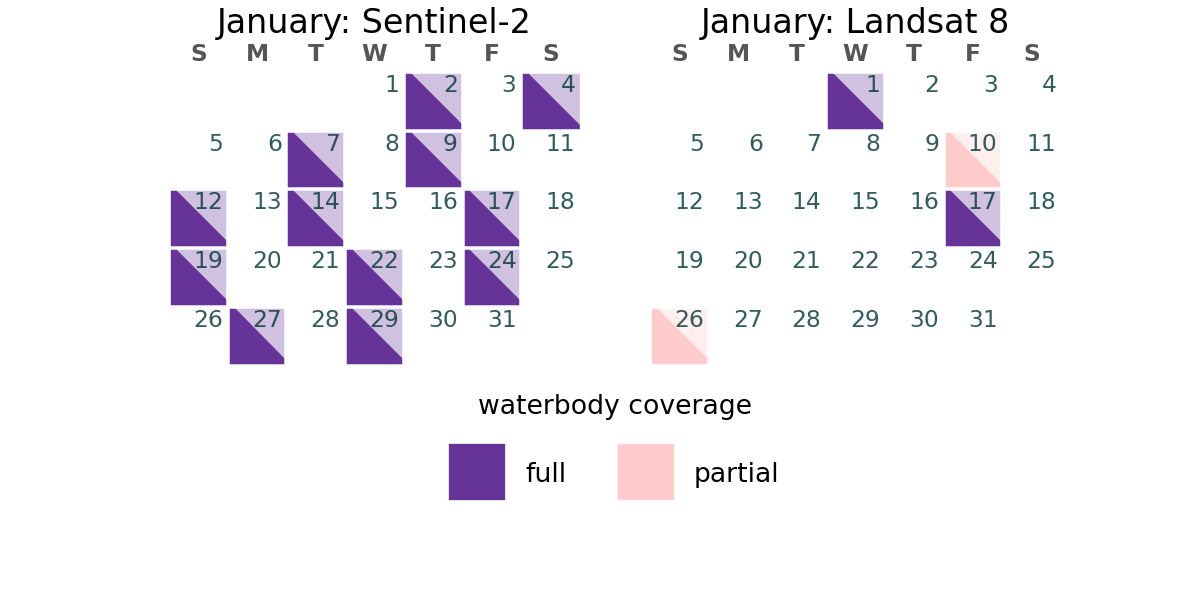 January: Sentinel-2
S M T W T F S
1 2 3 4
5 6 7 8 9 10 11
12 13 14 15 16 17 18
19 20 21 22 23 24 25
26 27 28 29 30 31
January: Landsat 8
S M T W T F S
1 2 3 4
5 6 7 8 9 10 11
12 13 14 15 16 17 18
19 20 21 22 23 24 25
26 27 28 29 30 31
waterbody coverage
full partial